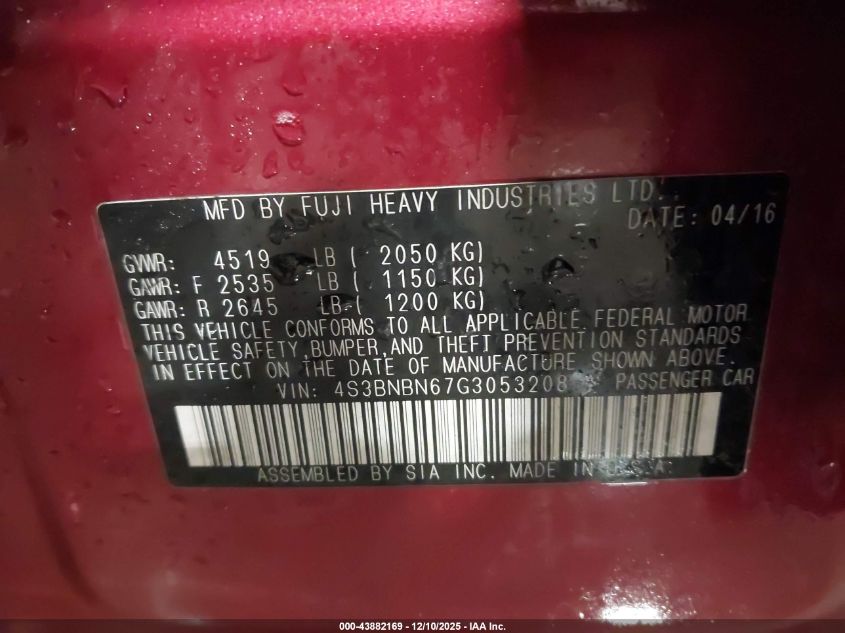 MFD BY FUJI HEAVY INDUSTRIES LTD.
DATE: 04/16
GVWR: 4519 LB ( 2050 KG)
GAWR: F 2535 LB ( 1150 KG)
GAWR: R 2645 LB ( 1200 KG)
THIS VEHICLE CONFORMS TO ALL APPLICABLE FEDERAL MOTOR
VEHICLE SAFETY,BUMPER,AND THEFT PREVENTION STANDARDS
IN EFFECT ON THE DATE OF MANUFACTURE SHOWN ABOVE.
VIN: 4S3BNBN67G3053208 PASSENGER CAR
ASSEMBLED BY SIA INC. MADE IN U.S.A.
000-43882169 - 12/10/2025 - IAA Inc.